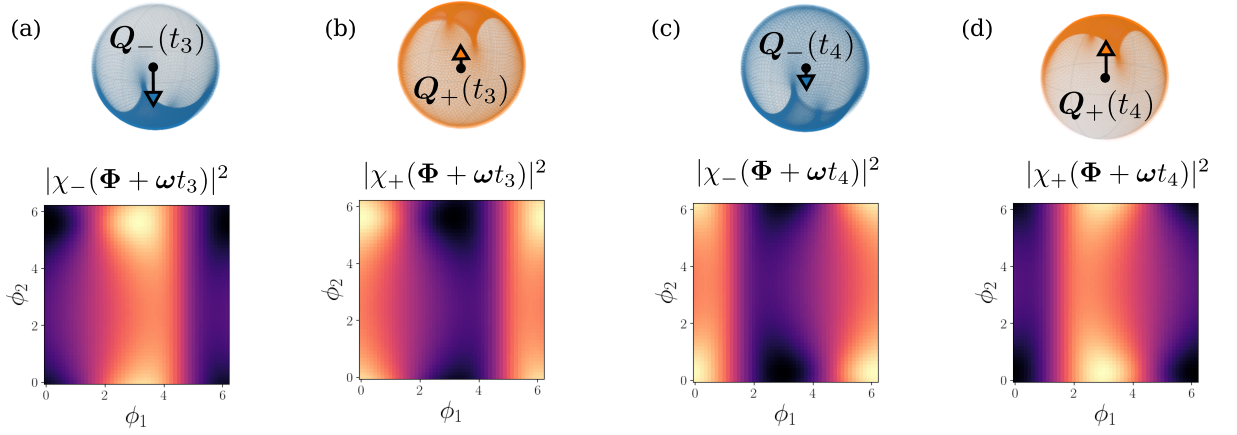 (a)
Q₋(t₃)
|χ₋(Φ + ωt₃)|²
6
4
2
0
ϕ₂
0 2 4 6
ϕ₁
(b)
Q₊(t₃)
|χ₊(Φ + ωt₃)|²
6
4
2
0
ϕ₂
0 2 4 6
ϕ₁
(c)
Q₋(t₄)
|χ₋(Φ + ωt₄)|²
6
4
2
0
ϕ₂
0 2 4 6
ϕ₁
(d)
Q₊(t₄)
|χ₊(Φ + ωt₄)|²
6
4
2
0
ϕ₂
0 2 4 6
ϕ₁